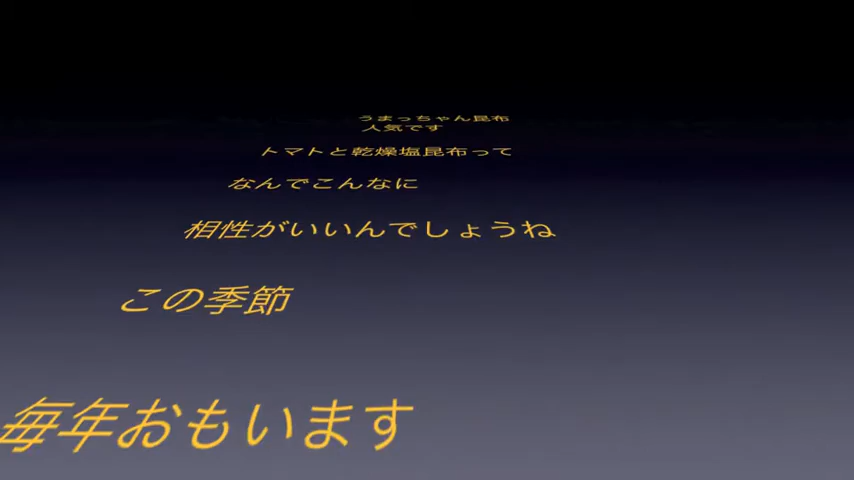 うまっちゃん昆布
人気です
トマトと乾燥塩昆布って
なんでこんなに
相性がいいんでしょうね
この季節
毎年おもいます